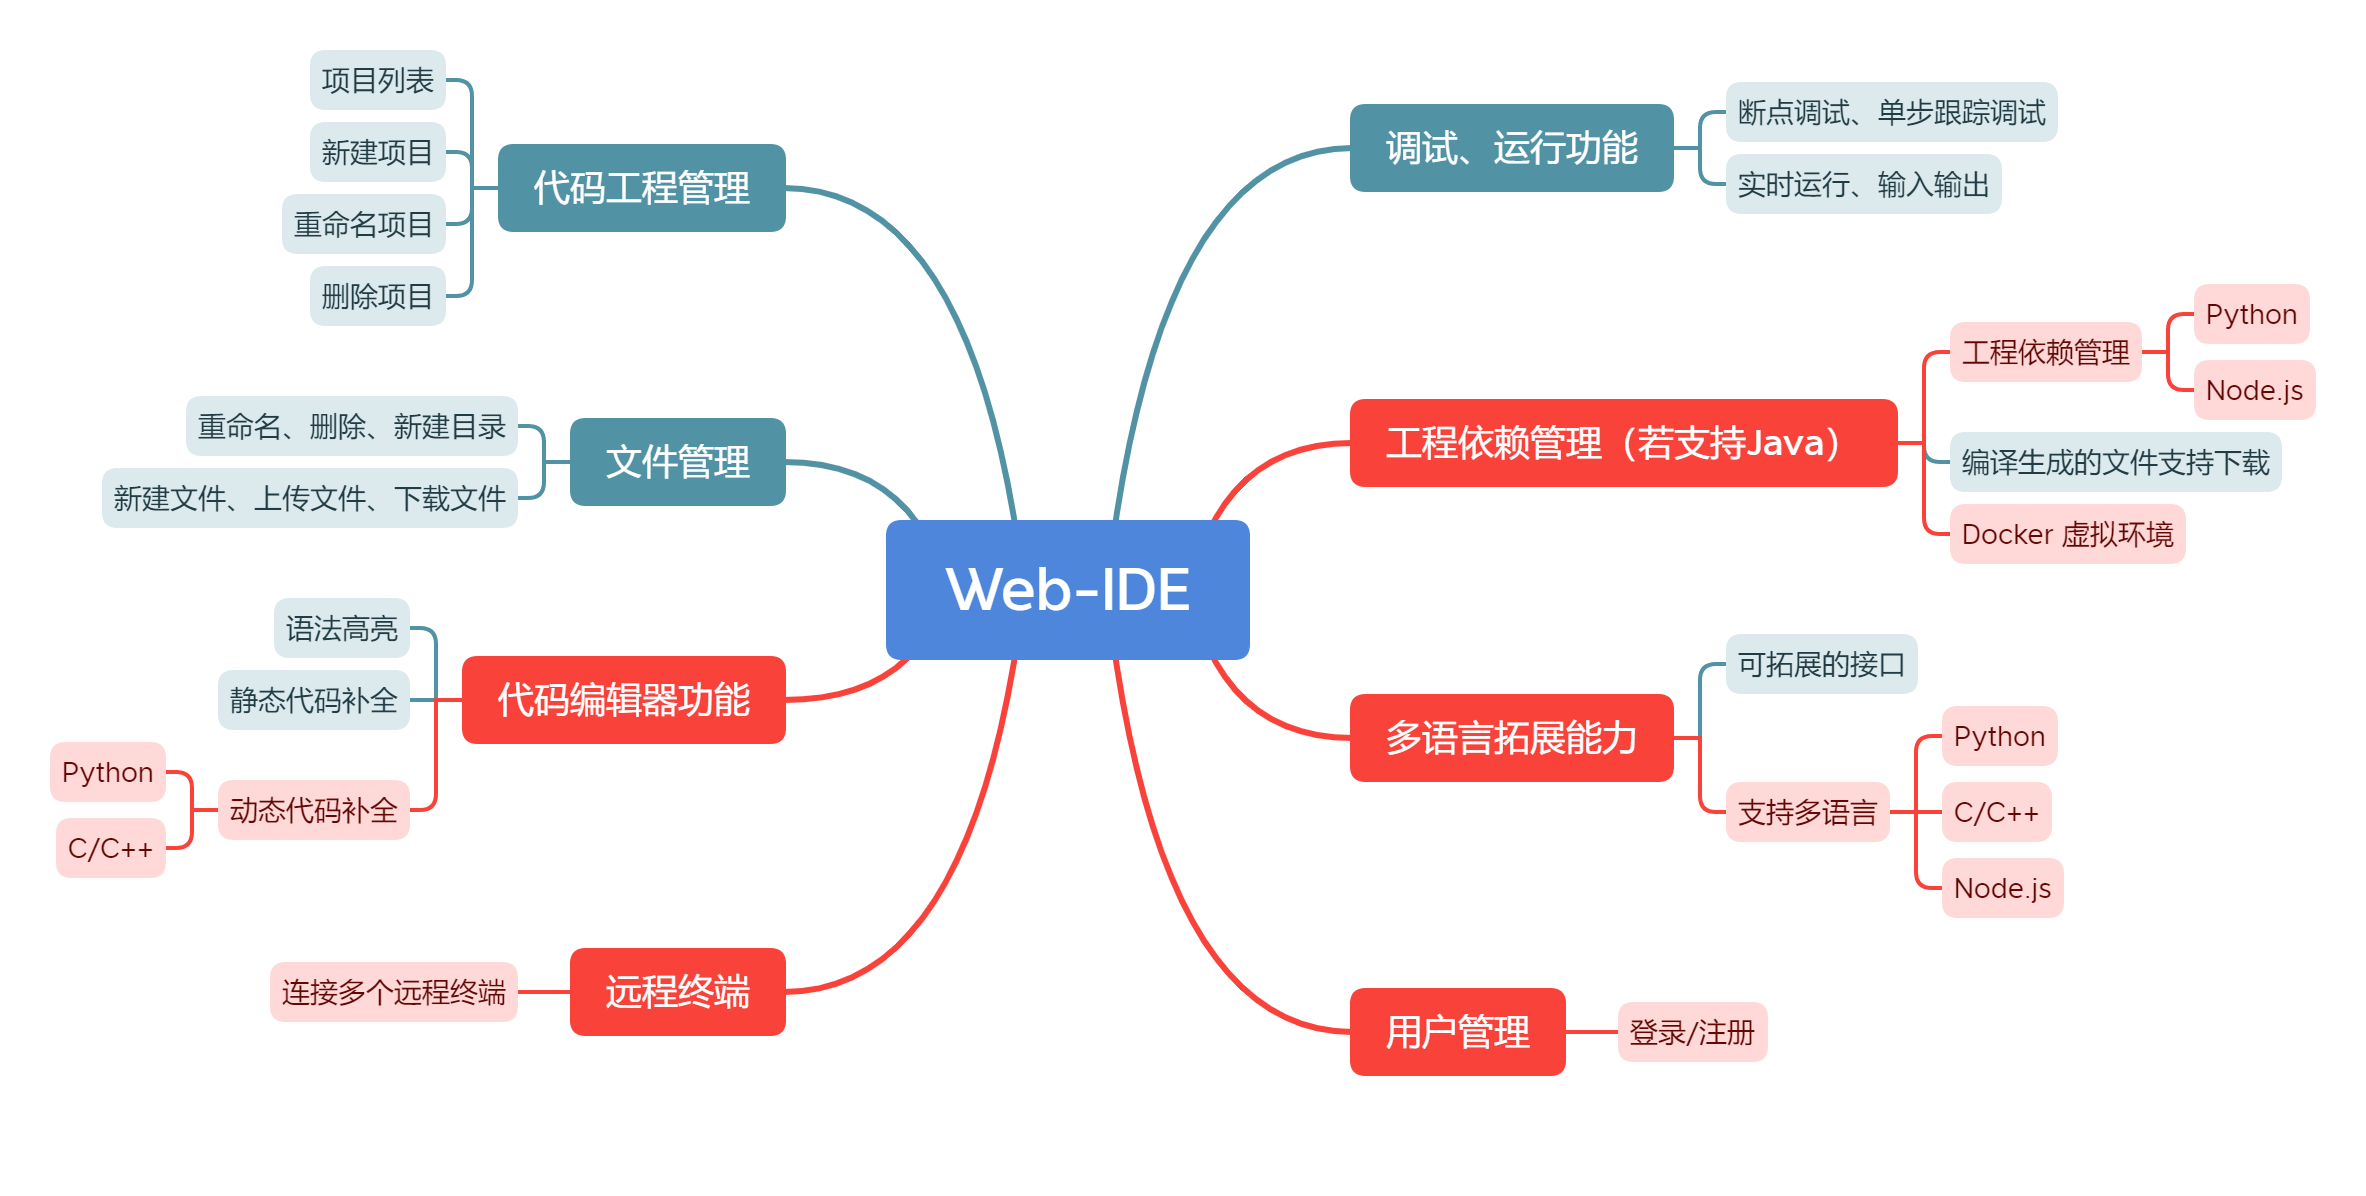 Web-IDE
代码工程管理
项目列表
新建项目
重命名项目
删除项目
文件管理
重命名、删除、新建目录
新建文件、上传文件、下载文件
代码编辑器功能
语法高亮
静态代码补全
动态代码补全
Python
C/C++
远程终端
连接多个远程终端
调试、运行功能
断点调试、单步跟踪调试
实时运行、输入输出
工程依赖管理（若支持Java）
工程依赖管理
Python
Node.js
编译生成的文件支持下载
Docker 虚拟环境
多语言拓展能力
可拓展的接口
支持多语言
Python
C/C++
Node.js
用户管理
登录/注册